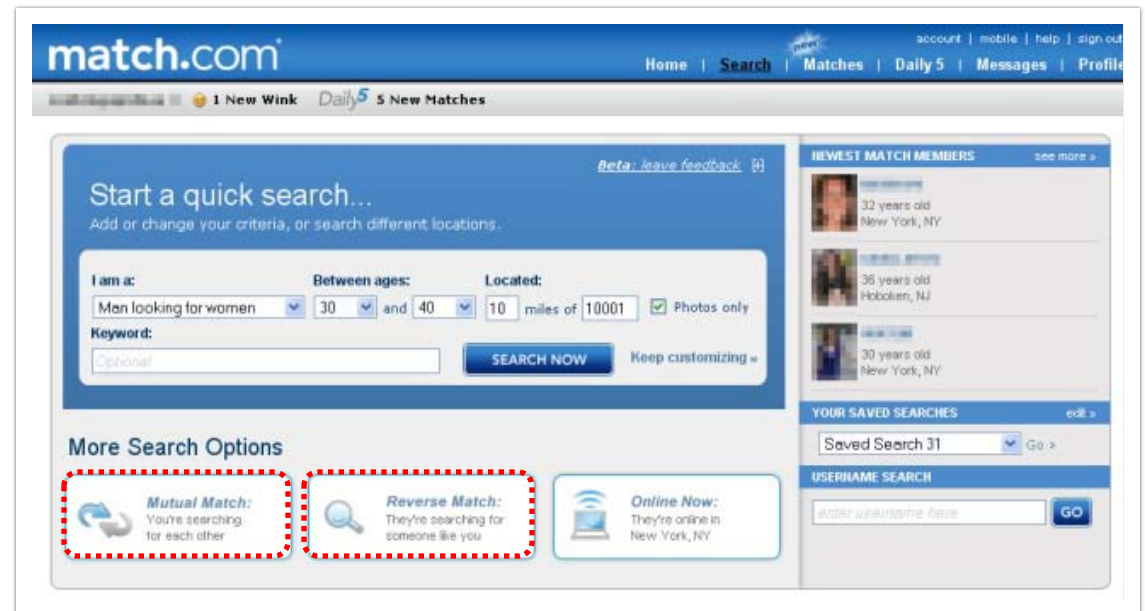 match.com
new!
account | mobile | help | sign out
Home | Search | Matches | Daily 5 | Messages | Profile
1 New Wink Daily5 5 New Matches
Beta: leave feedback [+]
Start a quick search...
Add or change your criteria, or search different locations.
I am a: Between ages: Located:
Man looking for women 30 and 40 10 miles of 10001 Photos only
Keyword:
Optional SEARCH NOW Keep customizing »
More Search Options
Mutual Match:
You're searching
for each other
Reverse Match:
They're searching for
someone like you
Online Now:
They're online in
New York, NY
NEWEST MATCH MEMBERS see more »
32 years old
New York, NY
36 years old
Hoboken, NJ
30 years old
New York, NY
YOUR SAVED SEARCHES edit »
Saved Search 31 Go >
USERNAME SEARCH
enter username here GO